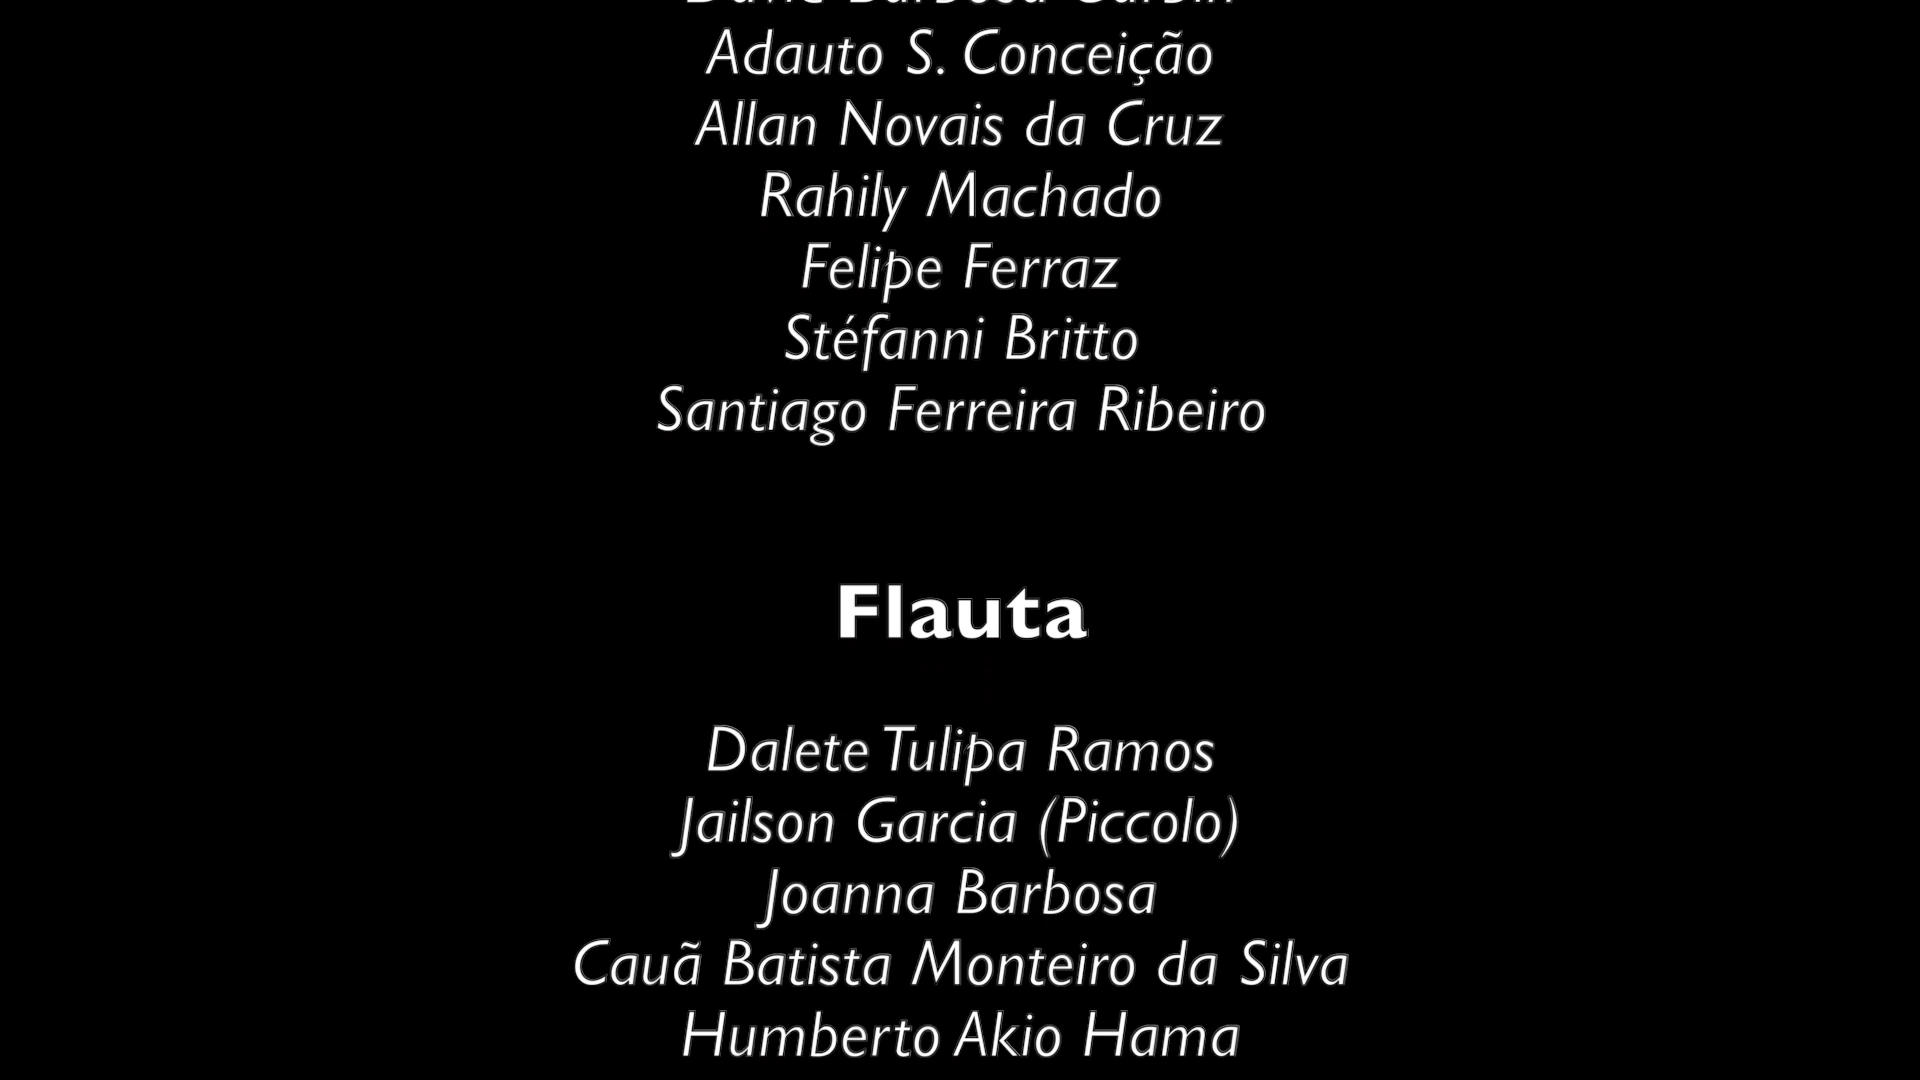 Adauto S. Conceição
Allan Novais da Cruz
Rahily Machado
Felipe Ferraz
Stéfanni Britto
Santiago Ferreira Ribeiro
Flauta
Dalete Tulipa Ramos
Jailson Garcia (Piccolo)
Joanna Barbosa
Cauã Batista Monteiro da Silva
Humberto Akio Hama